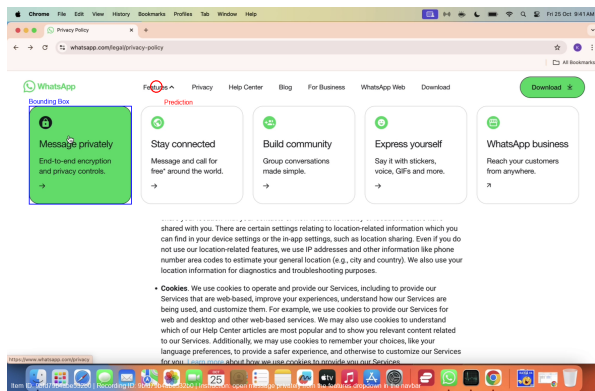 Chrome File Edit View History Bookmarks Profiles Tab Window Help
Fri 25 Oct 9:41AM
Privacy Policy
whatsapp.com/legal/privacy-policy
All Bookmarks
WhatsApp
Features Privacy Help Center Blog For Business WhatsApp Web Download
Download
Bounding Box
Prediction
Message privately
End-to-end encryption
and privacy controls.
Stay connected
Message and call for
free* around the world.
Build community
Group conversations
made simple.
Express yourself
Say it with stickers,
voice, GIFs and more.
WhatsApp business
Reach your customers
from anywhere.
shared with you. There are certain settings relating to location-related information which you
can find in your device settings or the in-app settings, such as location sharing. Even if you do
not use our location-related features, we use IP addresses and other information like phone
number area codes to estimate your general location (e.g., city and country). We also use your
location information for diagnostics and troubleshooting purposes.
• Cookies. We use cookies to operate and provide our Services, including to provide our
Services that are web-based, improve your experiences, understand how our Services are
being used, and customize them. For example, we use cookies to provide our Services for
web and desktop and other web-based services. We may also use cookies to understand
which of our Help Center articles are most popular and to show you relevant content related
to our Services. Additionally, we may use cookies to remember your choices, like your
language preferences, to provide a safer experience, and otherwise to customize our Services
for you. Learn more about how we use cookies to provide you our Services.
https://www.whatsapp.com/privacy